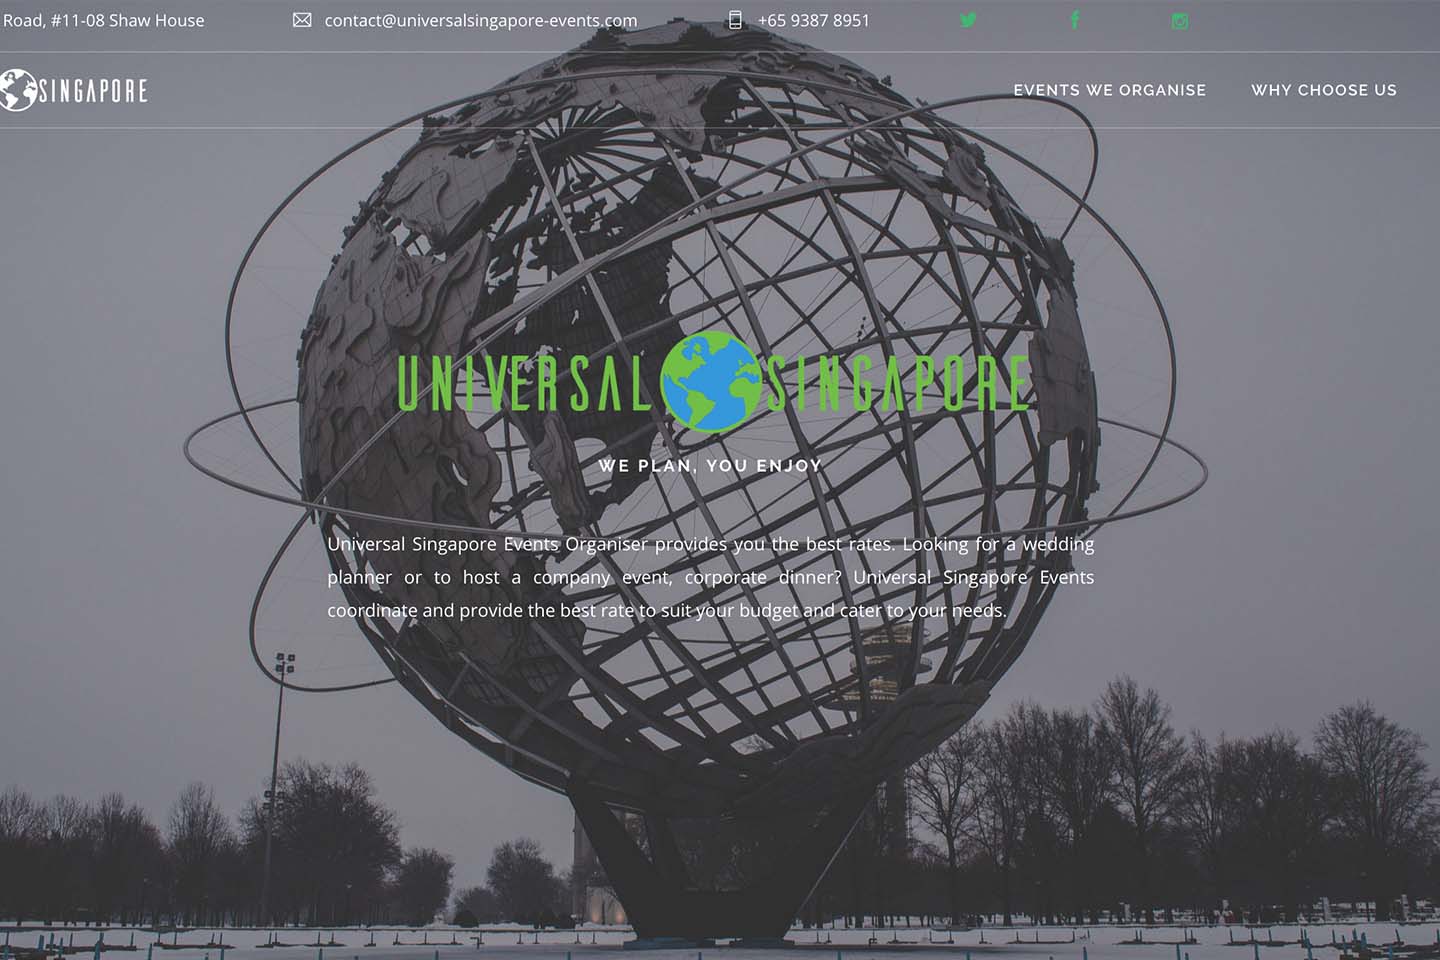 Road, #11-08 Shaw House
contact@universalsingapore-events.com
+65 9387 8951
SINGAPORE
EVENTS WE ORGANISE
WHY CHOOSE US
UNIVERSAL SINGAPORE
WE PLAN, YOU ENJOY
Universal Singapore Events Organiser provides you the best rates. Looking for a wedding
planner or to host a company event, corporate dinner? Universal Singapore Events
coordinate and provide the best rate to suit your budget and cater to your needs.